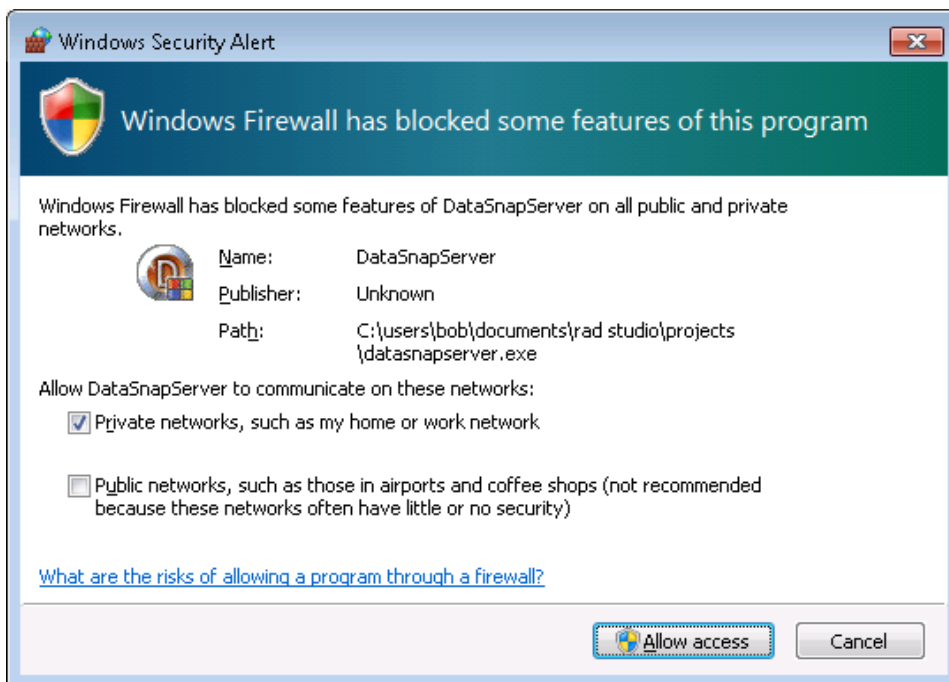 Windows Security Alert
Windows Firewall has blocked some features of this program
Windows Firewall has blocked some features of DataSnapServer on all public and private
networks.
Name: DataSnapServer
Publisher: Unknown
Path: C:\users\bob\documents\rad studio\projects
\datasnapserver.exe
Allow DataSnapServer to communicate on these networks:
Private networks, such as my home or work network
Public networks, such as those in airports and coffee shops (not recommended
because these networks often have little or no security)
What are the risks of allowing a program through a firewall?
Allow access Cancel